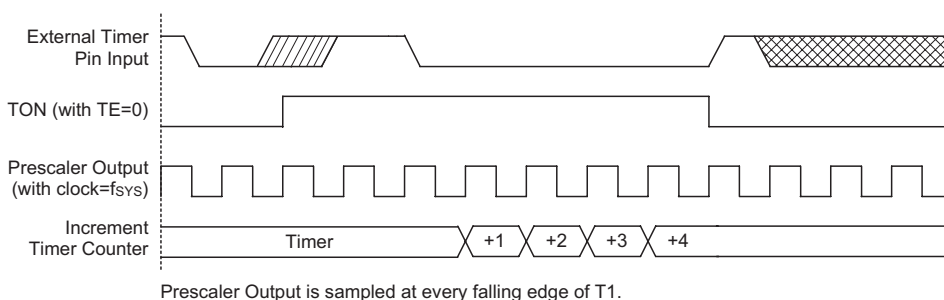 External Timer
Pin Input
TON (with TE=0)
Prescaler Output
(with clock=fSYS)
Increment
Timer Counter
Timer
+1
+2
+3
+4
Prescaler Output is sampled at every falling edge of T1.